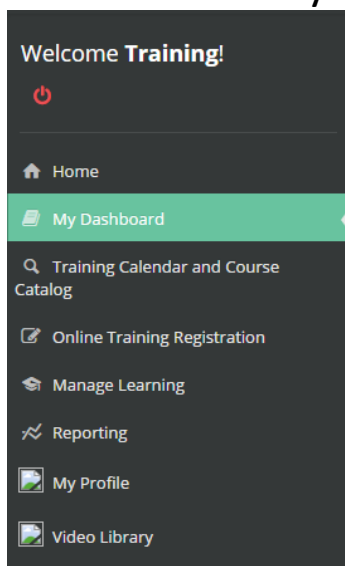 Welcome Training!
Home
My Dashboard
Training Calendar and Course
Catalog
Online Training Registration
Manage Learning
Reporting
My Profile
Video Library